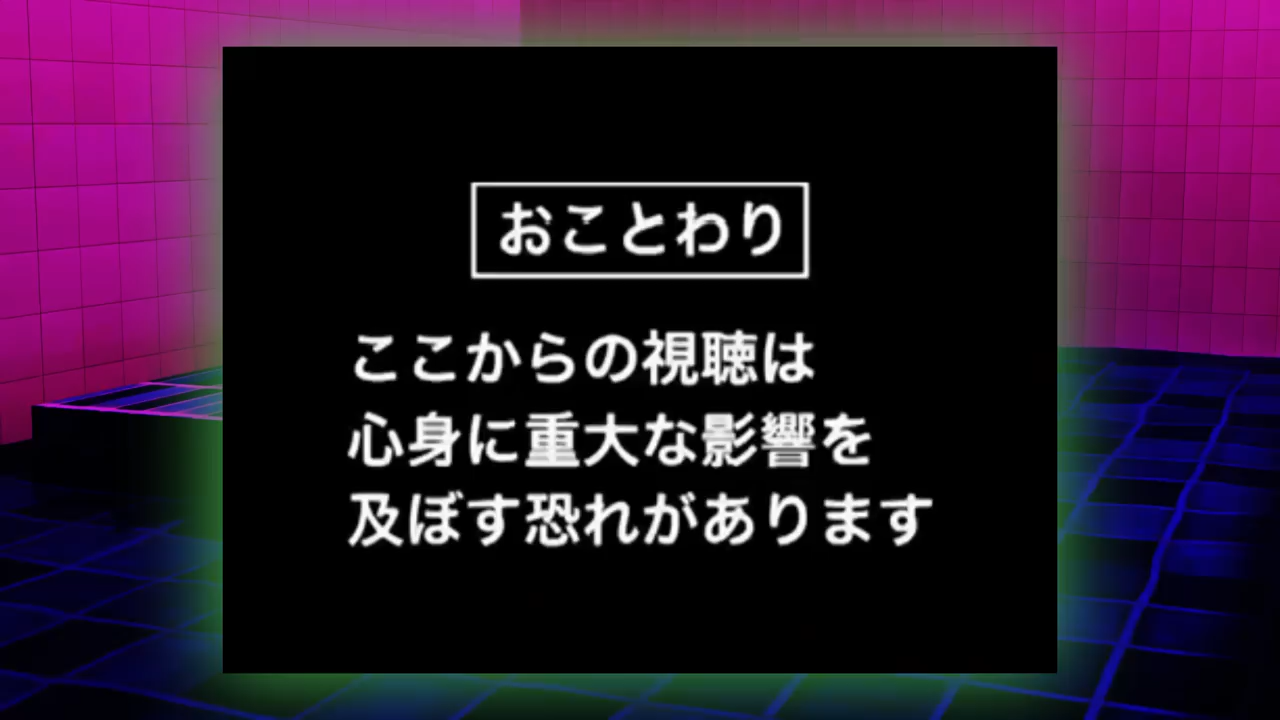 おことわり
ここからの視聴は
心身に重大な影響を
及ぼす恐れがあります